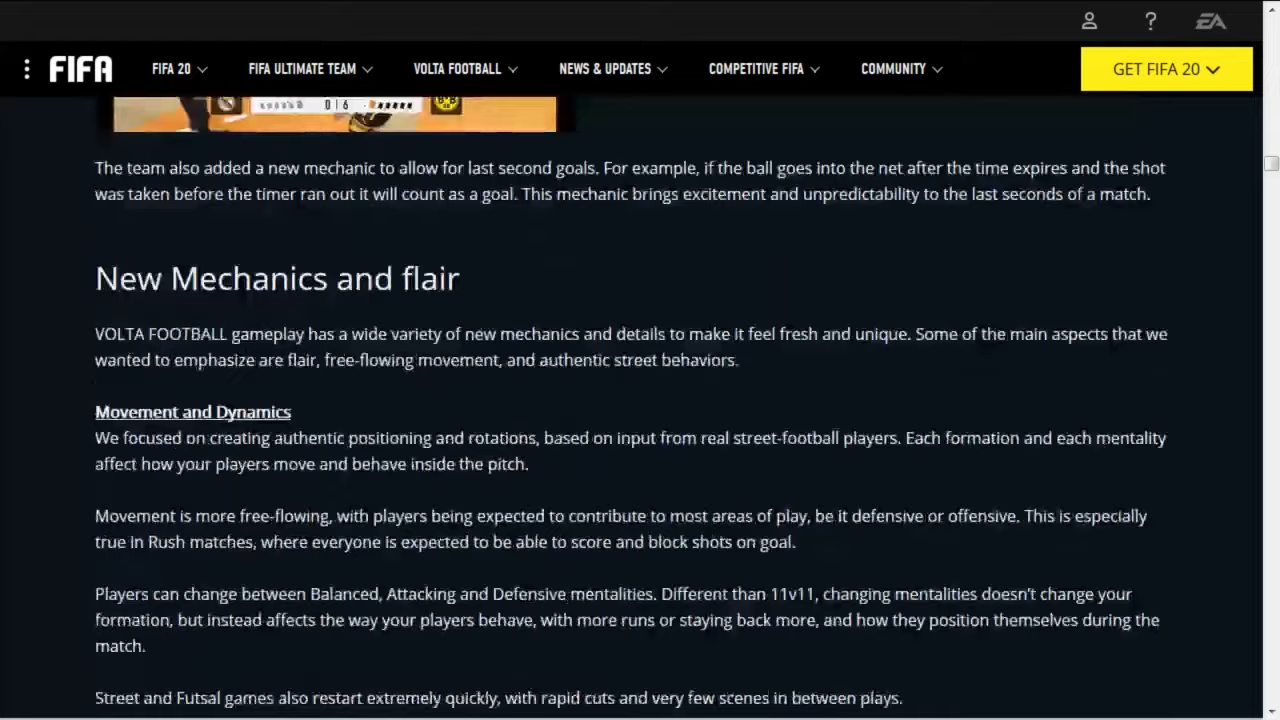 EA
FIFA
FIFA 20
FIFA ULTIMATE TEAM
VOLTA FOOTBALL
NEWS & UPDATES
COMPETITIVE FIFA
COMMUNITY
GET FIFA 20
0 | 6
The team also added a new mechanic to allow for last second goals. For example, if the ball goes into the net after the time expires and the shot
was taken before the timer ran out it will count as a goal. This mechanic brings excitement and unpredictability to the last seconds of a match.
New Mechanics and flair
VOLTA FOOTBALL gameplay has a wide variety of new mechanics and details to make it feel fresh and unique. Some of the main aspects that we
wanted to emphasize are flair, free-flowing movement, and authentic street behaviors.
Movement and Dynamics
We focused on creating authentic positioning and rotations, based on input from real street-football players. Each formation and each mentality
affect how your players move and behave inside the pitch.
Movement is more free-flowing, with players being expected to contribute to most areas of play, be it defensive or offensive. This is especially
true in Rush matches, where everyone is expected to be able to score and block shots on goal.
Players can change between Balanced, Attacking and Defensive mentalities. Different than 11v11, changing mentalities doesn't change your
formation, but instead affects the way your players behave, with more runs or staying back more, and how they position themselves during the
match.
Street and Futsal games also restart extremely quickly, with rapid cuts and very few scenes in between plays.